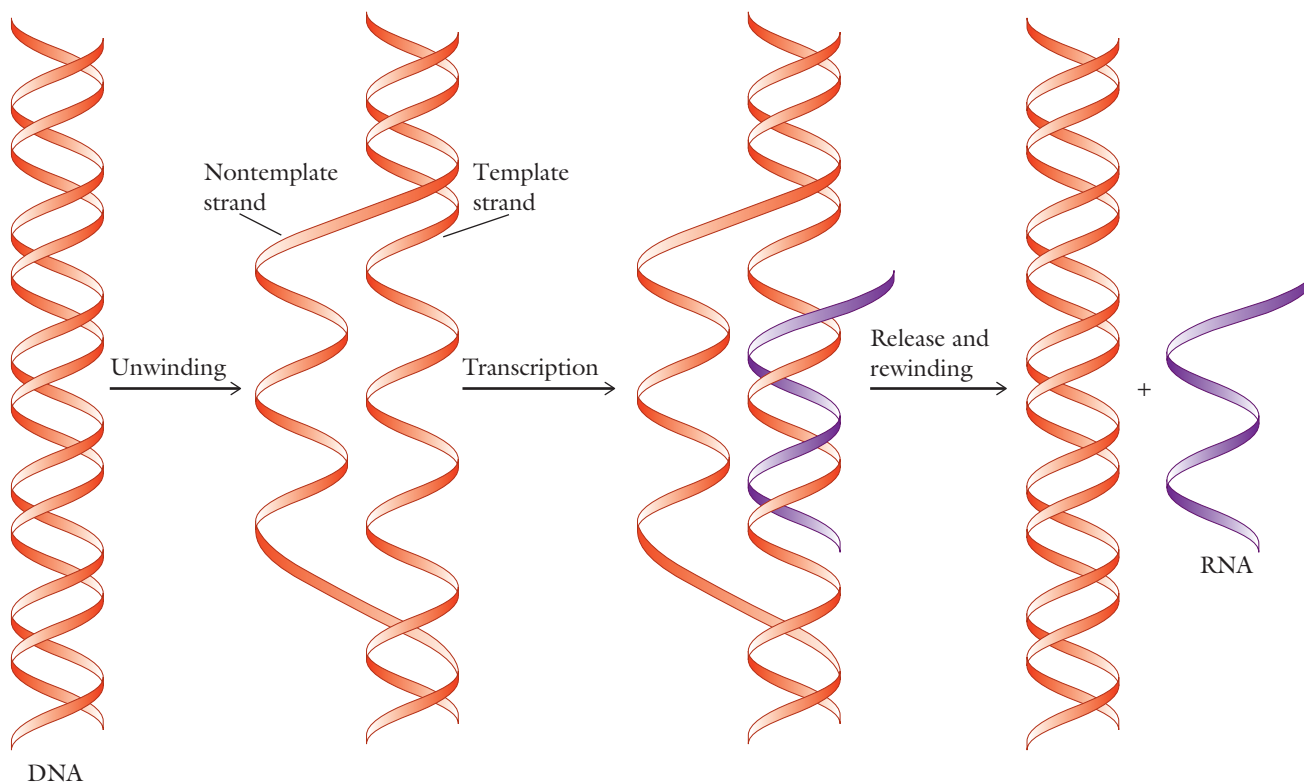 Nontemplate
strand
Template
strand
Unwinding
Transcription
Release and
rewinding
+
RNA
DNA